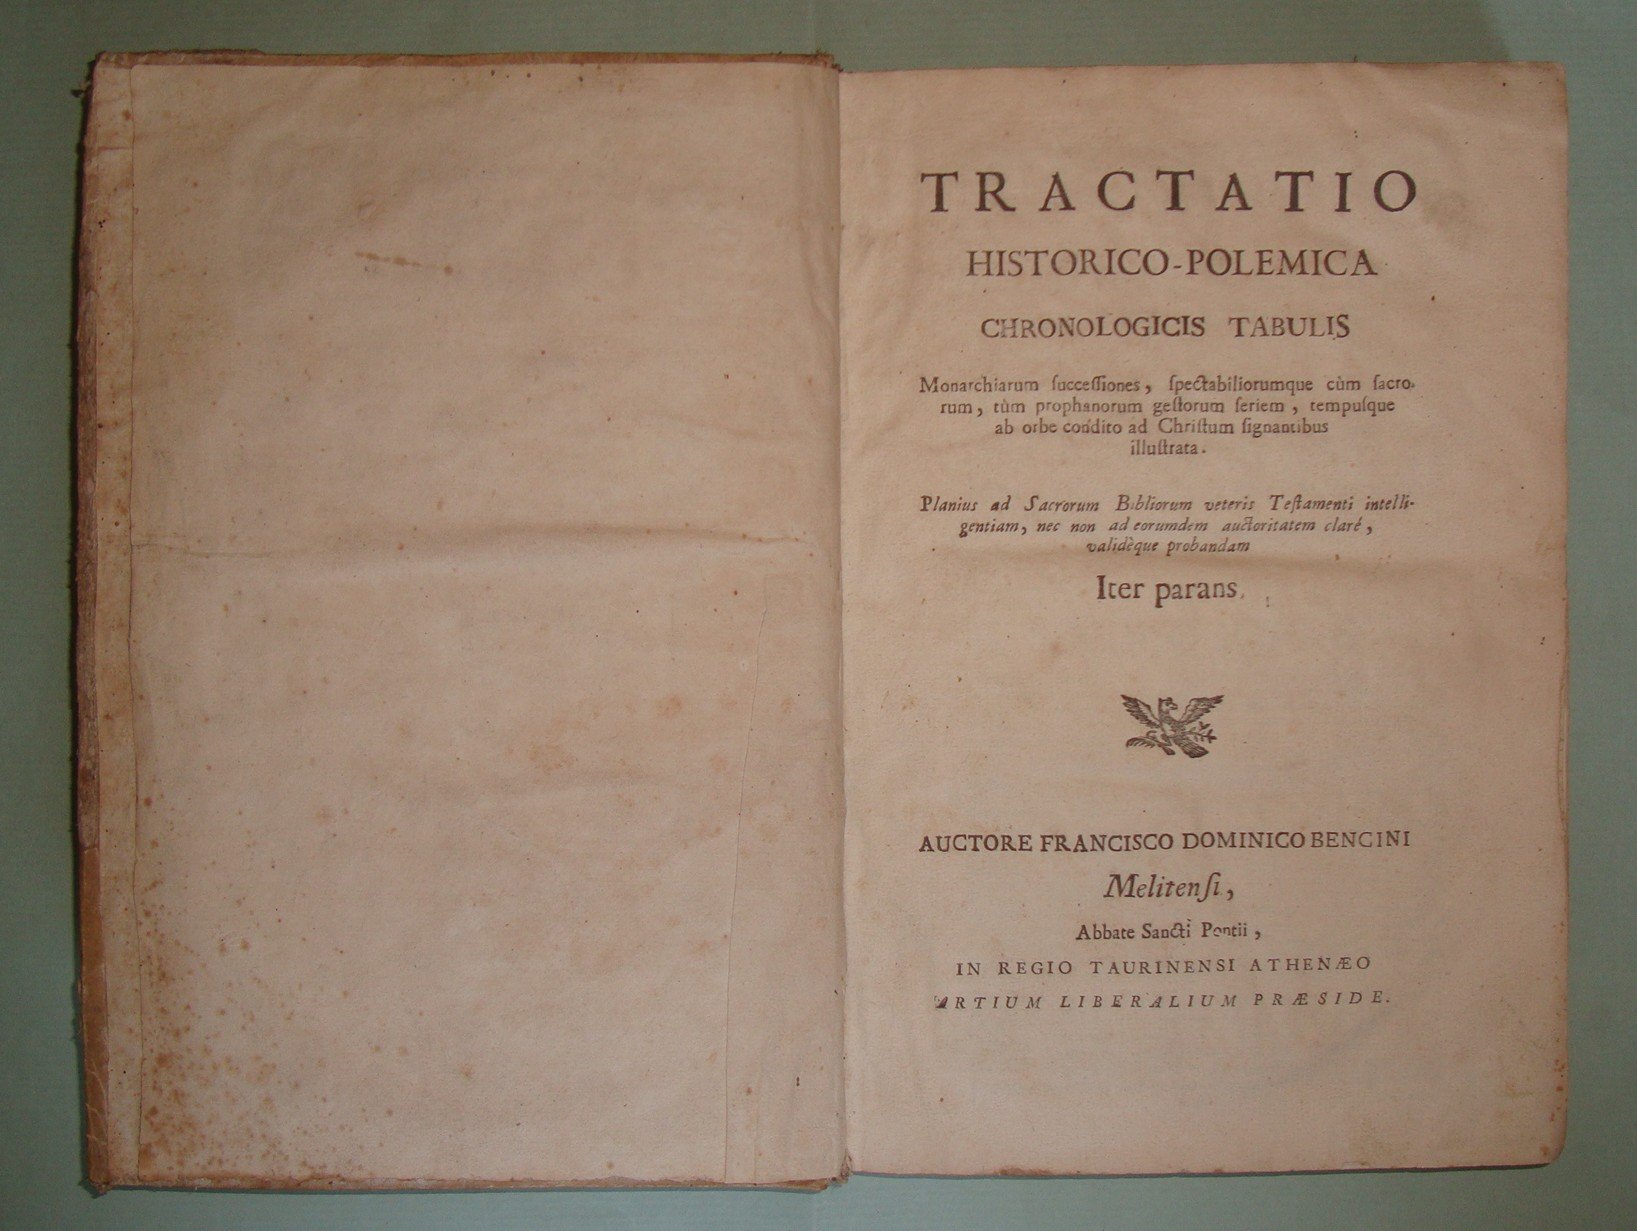 TRACTATIO
HISTORICO-POLEMICA
CHRONOLOGICIS TABULIS
Monarchiarum ſucceſſiones, ſpectabiliorumque cùm ſacro-
rum, tùm prophanorum geſtorum ſeriem, tempuſque
ab orbe condito ad Chriſtum ſignantibus
illuſtrata.
Planius ad Sacrorum Bibliorum veteris Teſtamenti intelli-
gentiam, nec non ad eorumdem auctoritatem claré,
validèque probandam
Iter parans.
AUCTORE FRANCISCO DOMINICO BENCINI
Melitenſi,
Abbate Sancti Pontii,
IN REGIO TAURINENSI ATHENÆO
ARTIUM LIBERALIUM PRÆSIDE.